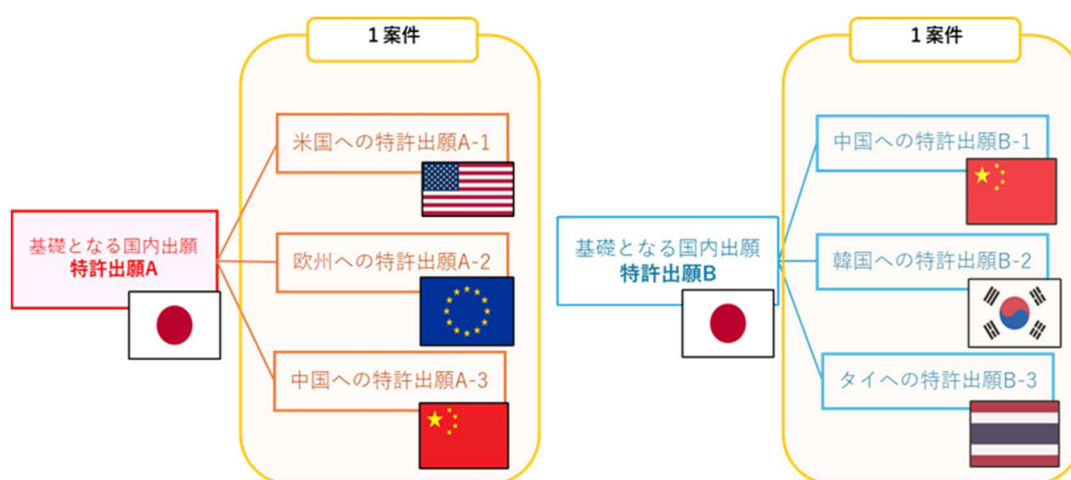 1案件
米国への特許出願A-1
欧州への特許出願A-2
中国への特許出願A-3
基礎となる国内出願
特許出願A
1案件
中国への特許出願B-1
韓国への特許出願B-2
タイへの特許出願B-3
基礎となる国内出願
特許出願B